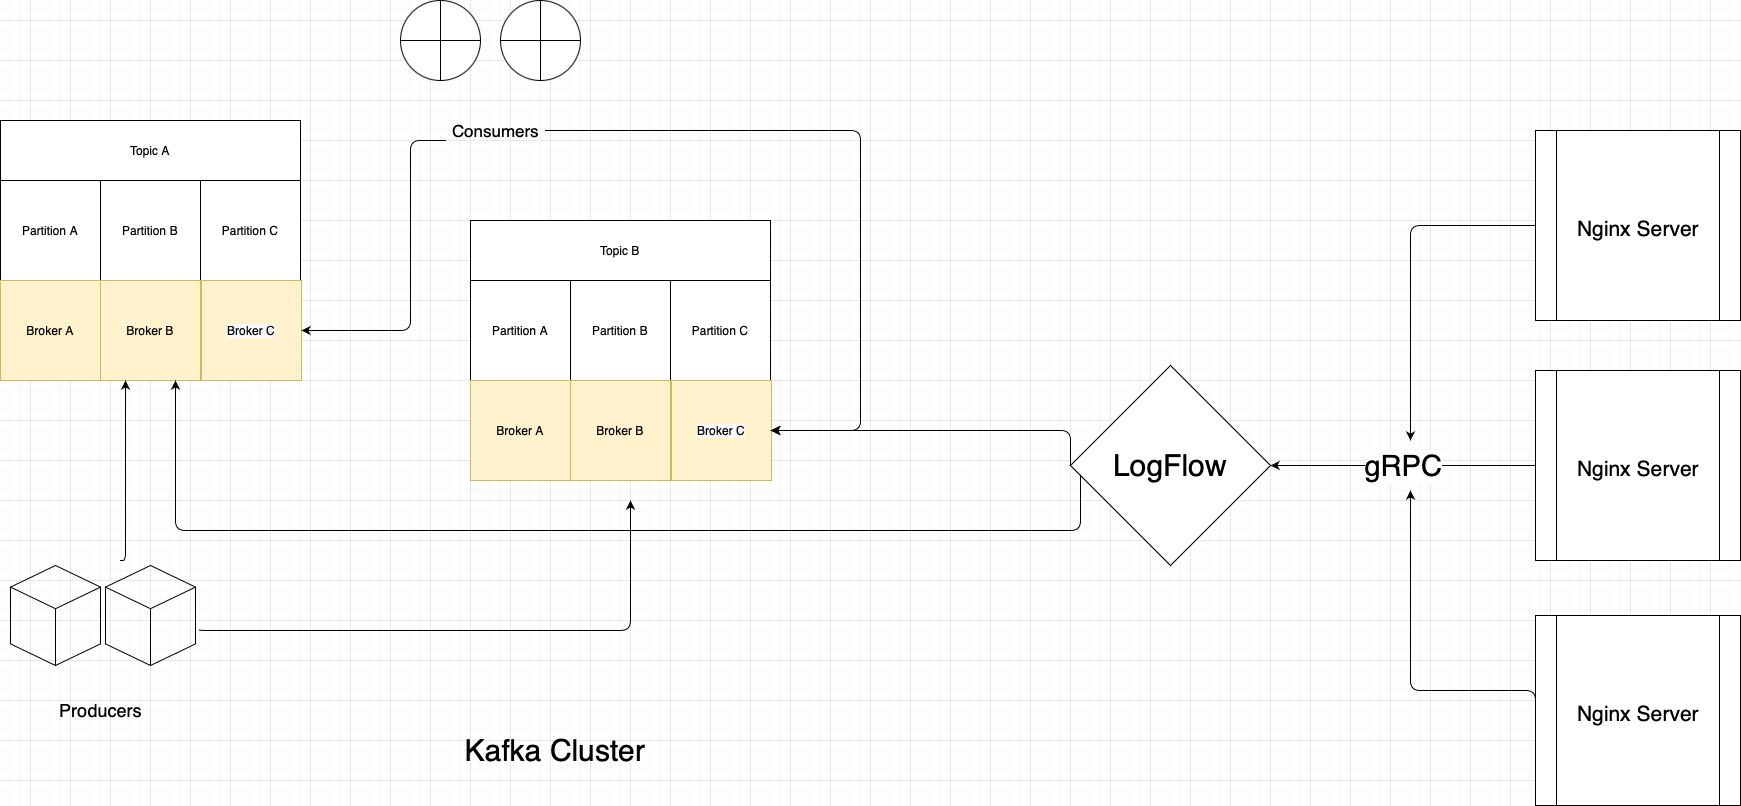 Consumers
Topic A
Partition A
Partition B
Partition C
Broker A
Broker B
Broker C
Topic B
Partition A
Partition B
Partition C
Broker A
Broker B
Broker C
LogFlow
gRPC
Nginx Server
Nginx Server
Nginx Server
Producers
Kafka Cluster